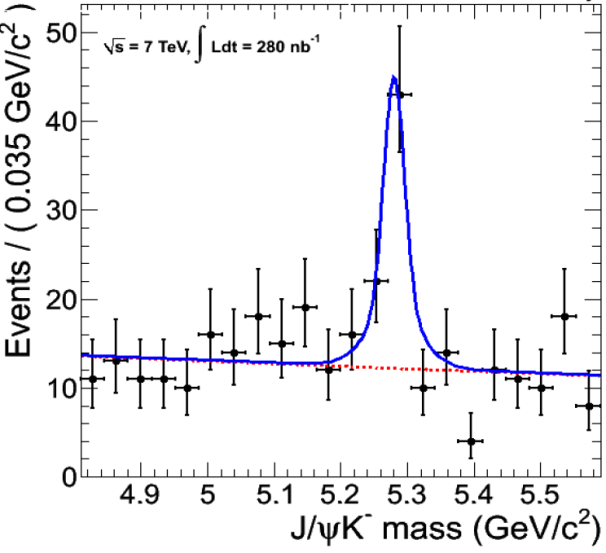 √s = 7 TeV, ∫ Ldt = 280 nb⁻¹
Events / ( 0.035 GeV/c² )
50
40
30
20
10
0
4.9 5 5.1 5.2 5.3 5.4 5.5
J/ψK⁻ mass (GeV/c²)